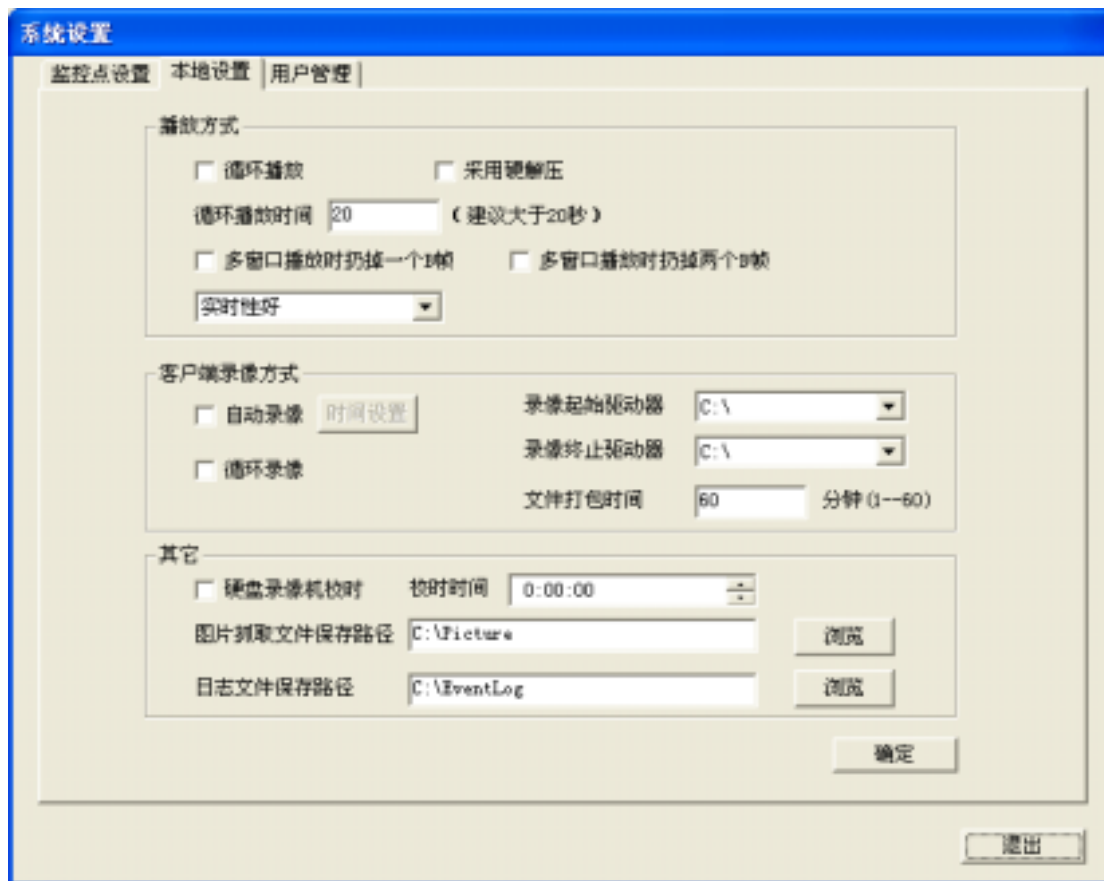 系统设置
监控点设置 本地设置 用户管理
播放方式
循环播放 采用硬解压
循环播放时间 20 (建议大于20秒)
多窗口播放时扔掉一个B帧 多窗口播放时扔掉两个B帧
实时性好
客户端录像方式
自动录像 时间设置 录像起始驱动器 C:\
录像终止驱动器 C:\
循环录像
文件打包时间 60 分钟(1--60)
其它
硬盘录像机校时 校时时间 0:00:00
图片抓取文件保存路径 C:\Picture 浏览
日志文件保存路径 C:\EventLog 浏览
确定
退出